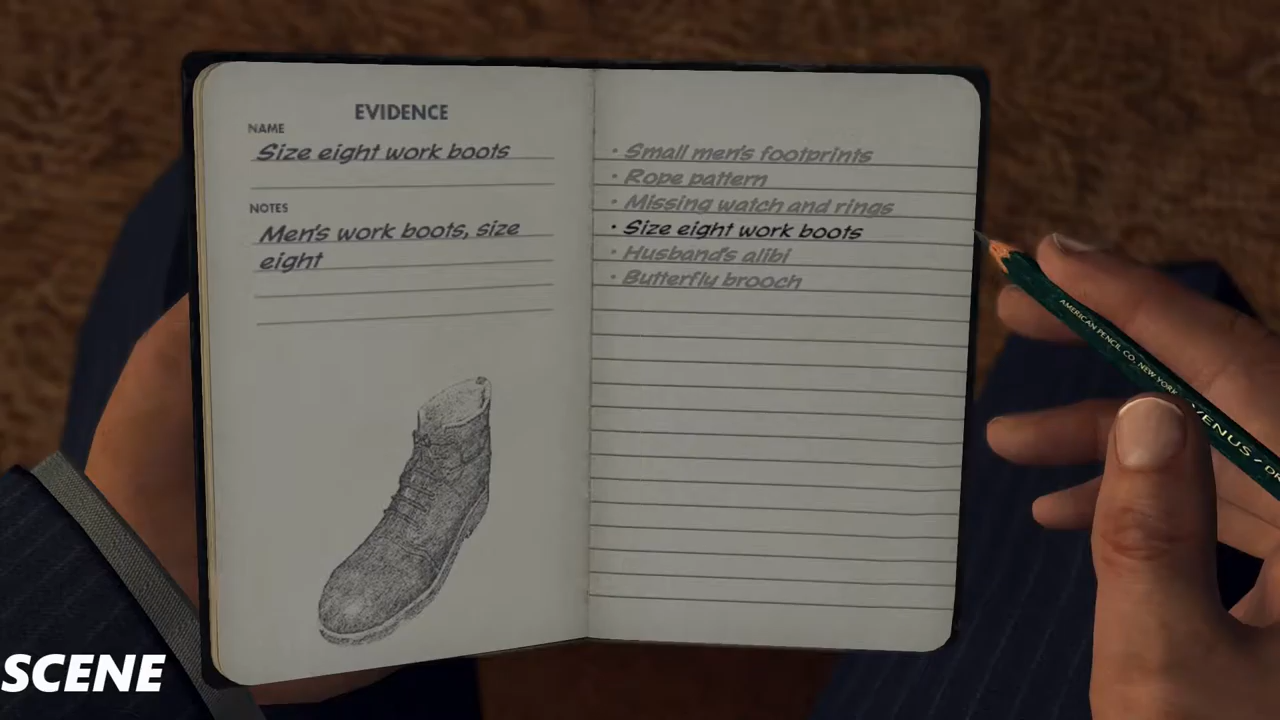 EVIDENCE
NAME
Size eight work boots
NOTES
Men's work boots, size
eight
· Small men's footprints
· Rope pattern
· Missing watch and rings
· Size eight work boots
· Husband's alibi
· Butterfly brooch
AMERICAN PENCIL CO. NEW YORK
VENUS / DR
SCENE